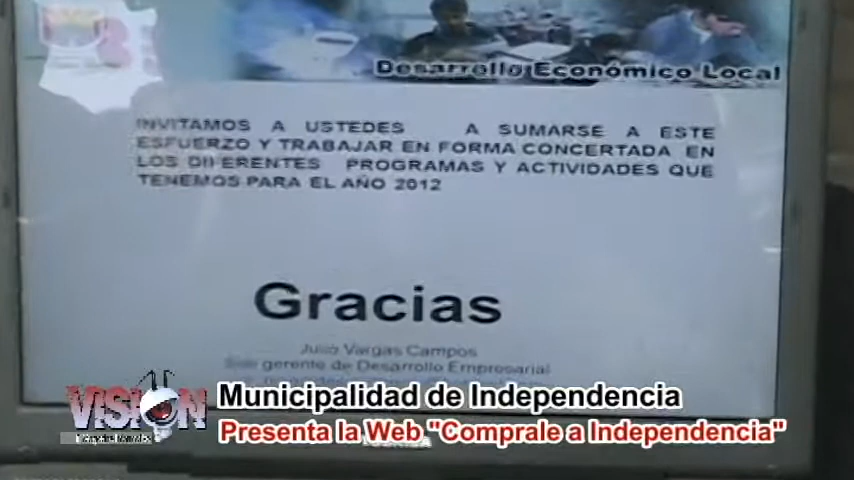 Desarrollo Económico Local
INVITAMOS A USTEDES A SUMARSE A ESTE
ESFUERZO Y TRABAJAR EN FORMA CONCERTADA EN
LOS DIFERENTES PROGRAMAS Y ACTIVIDADES QUE
TENEMOS PARA EL AÑO 2012
Gracias
Julio Vargas Campos
Sub gerente de Desarrollo Empresarial
VISION
Municipalidad de Independencia
Presenta la Web "Comprale a Independencia"